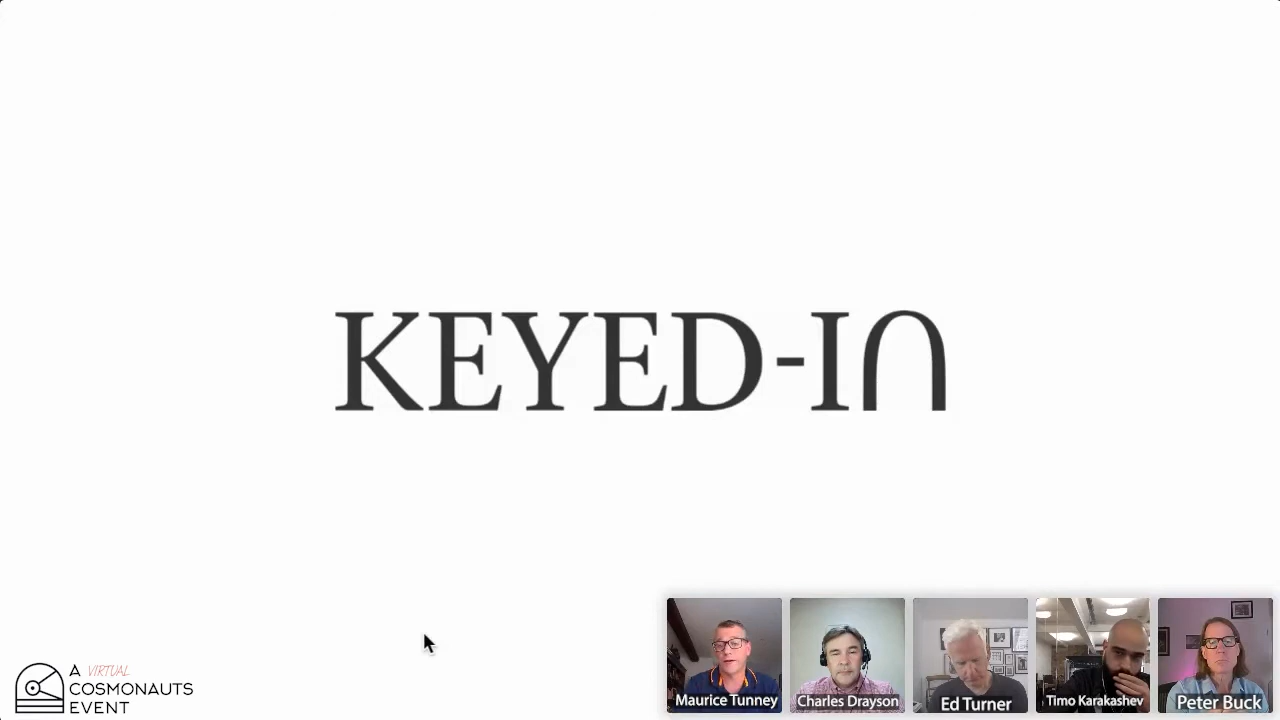 KEYED-IN
A VIRTUAL
COSMONAUTS
EVENT
Maurice Tunney
Charles Drayson
Ed Turner
Timo Karakashev
Peter Buck